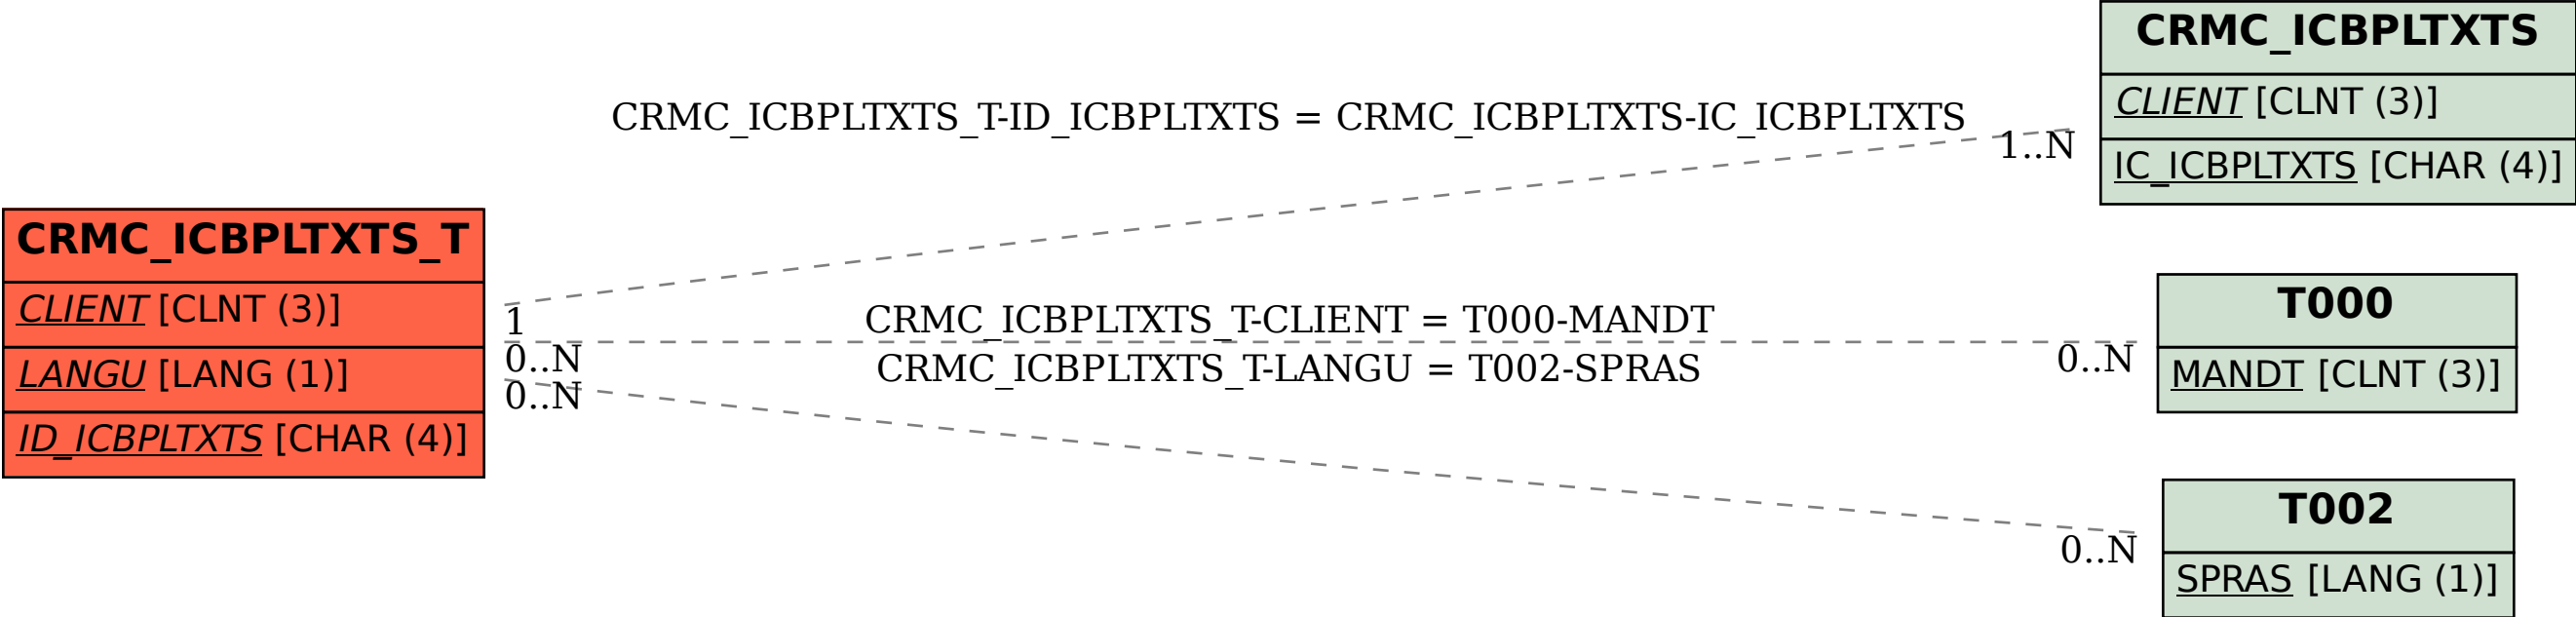 CRMC_ICBPLTXTS
CLIENT [CLNT (3)]
IC_ICBPLTXTS [CHAR (4)]
CRMC_ICBPLTXTS_T-ID_ICBPLTXTS = CRMC_ICBPLTXTS-IC_ICBPLTXTS
1..N
CRMC_ICBPLTXTS_T
CLIENT [CLNT (3)]
LANGU [LANG (1)]
ID_ICBPLTXTS [CHAR (4)]
1
0..N
0..N
CRMC_ICBPLTXTS_T-CLIENT = T000-MANDT
CRMC_ICBPLTXTS_T-LANGU = T002-SPRAS
0..N
T000
MANDT [CLNT (3)]
0..N
T002
SPRAS [LANG (1)]